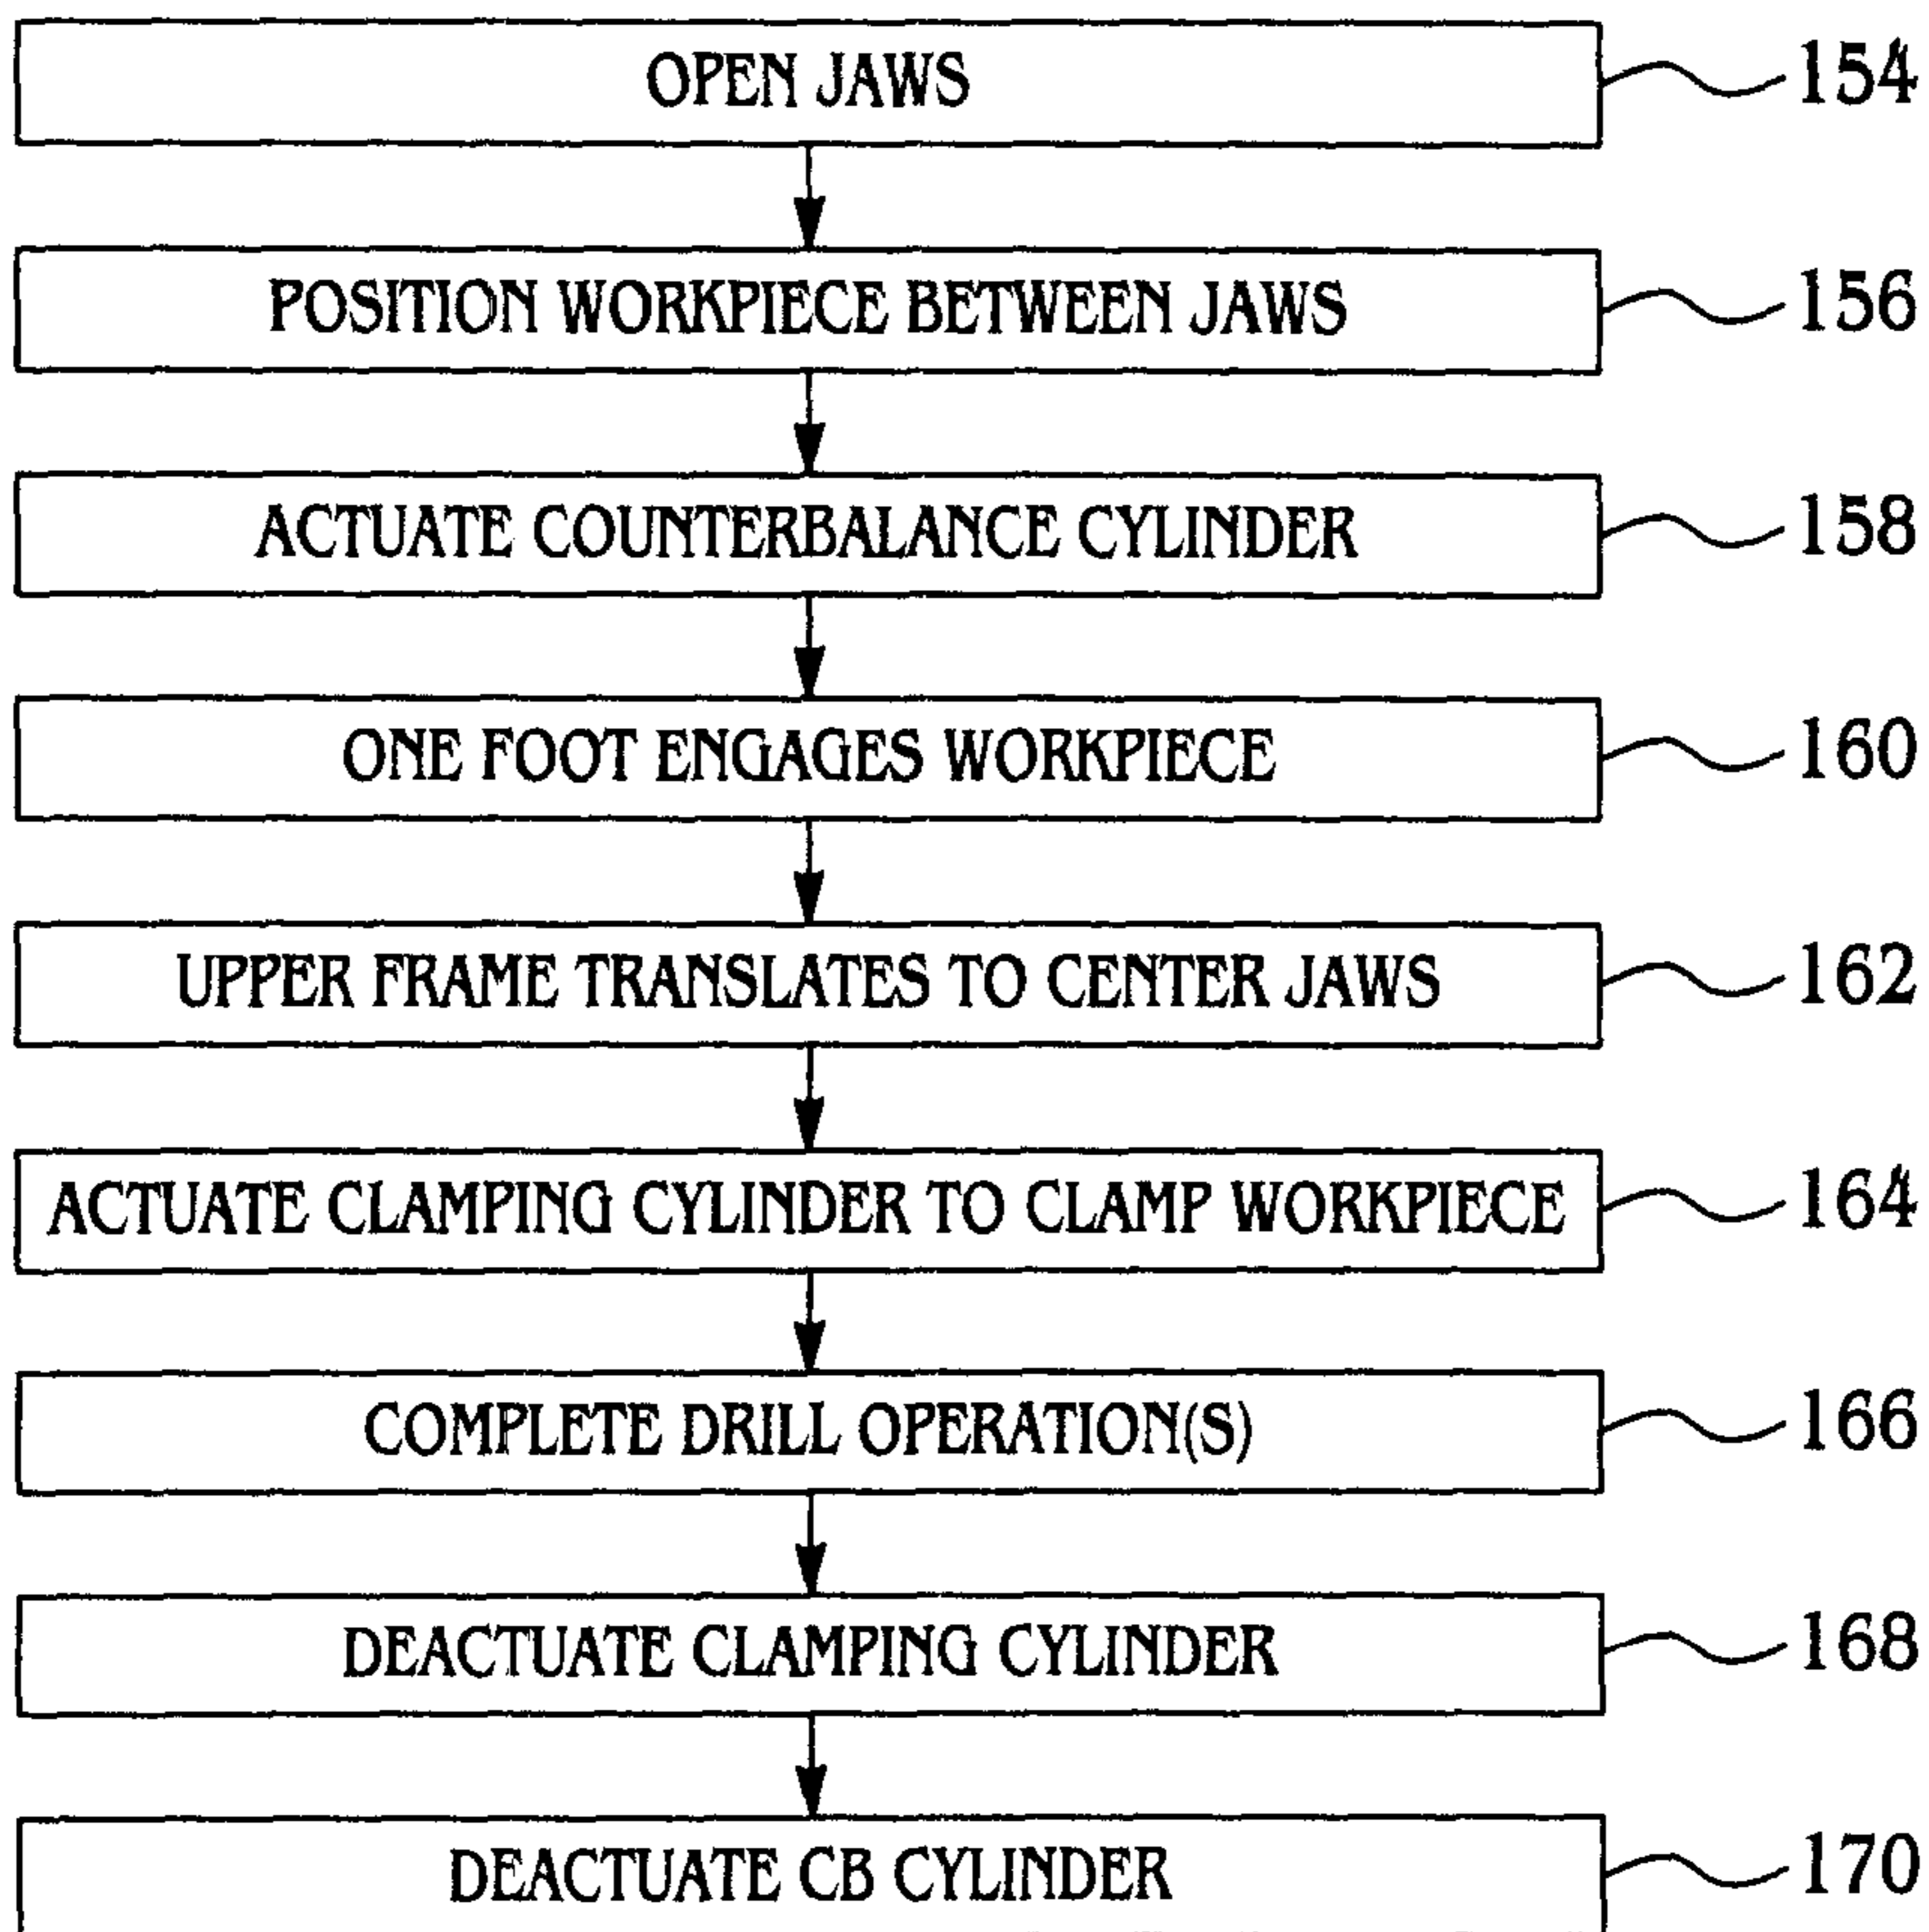 OPEN JAWS 154
POSITION WORKPIECE BETWEEN JAWS 156
ACTUATE COUNTERBALANCE CYLINDER 158
ONE FOOT ENGAGES WORKPIECE 160
UPPER FRAME TRANSLATES TO CENTER JAWS 162
ACTUATE CLAMPING CYLINDER TO CLAMP WORKPIECE 164
COMPLETE DRILL OPERATION(S) 166
DEACTUATE CLAMPING CYLINDER 168
DEACTUATE CB CYLINDER 170